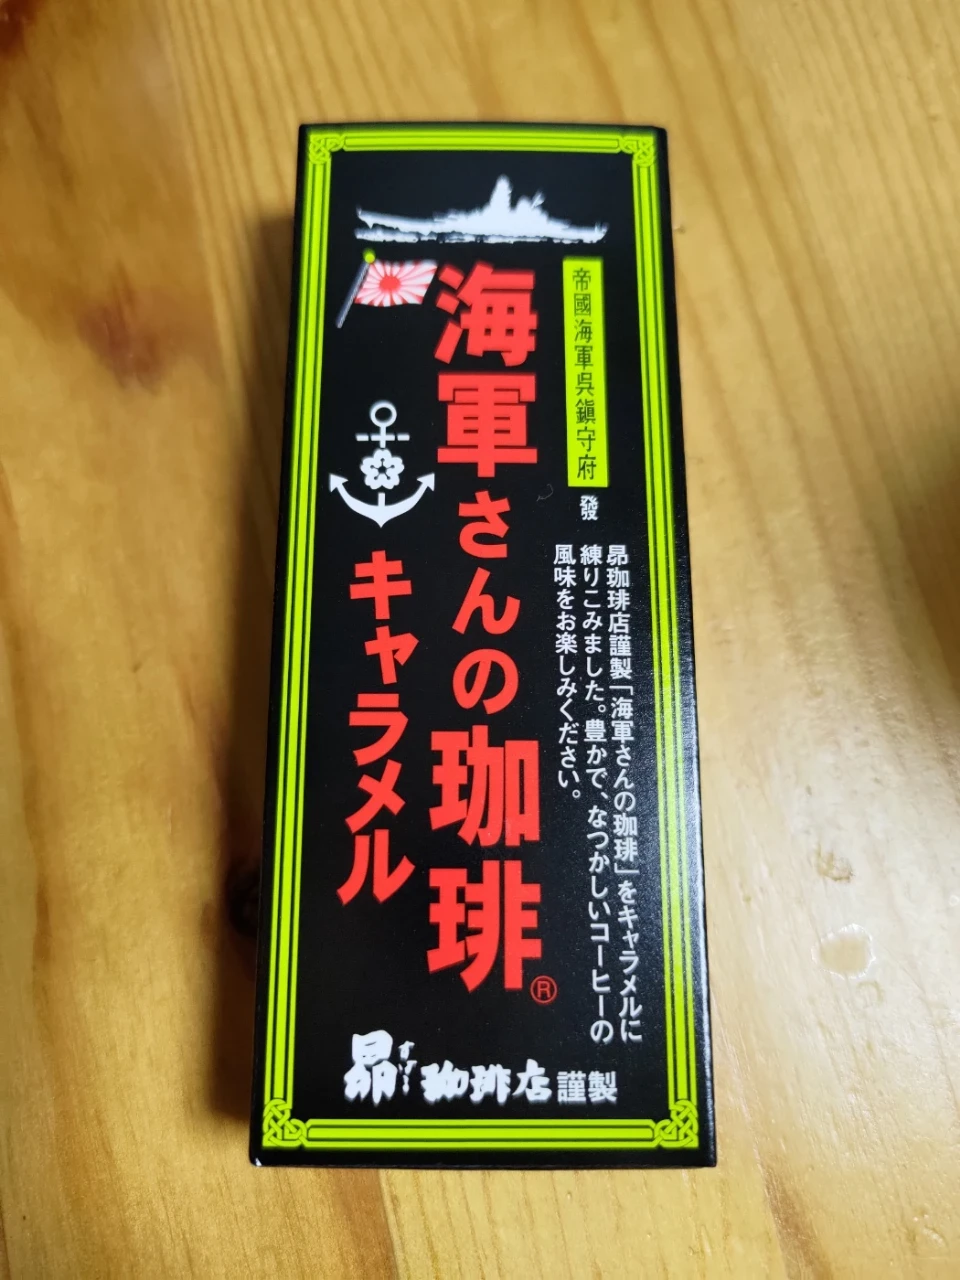 帝國海軍呉鎮守府
發
昴珈琲店謹製「海軍さんの珈琲」をキャラメルに
練りこみました。豊かで、なつかしいコーヒーの
風味をお楽しみください。
海軍さんの珈琲®
キャラメル
昴珈琲店謹製
すばる